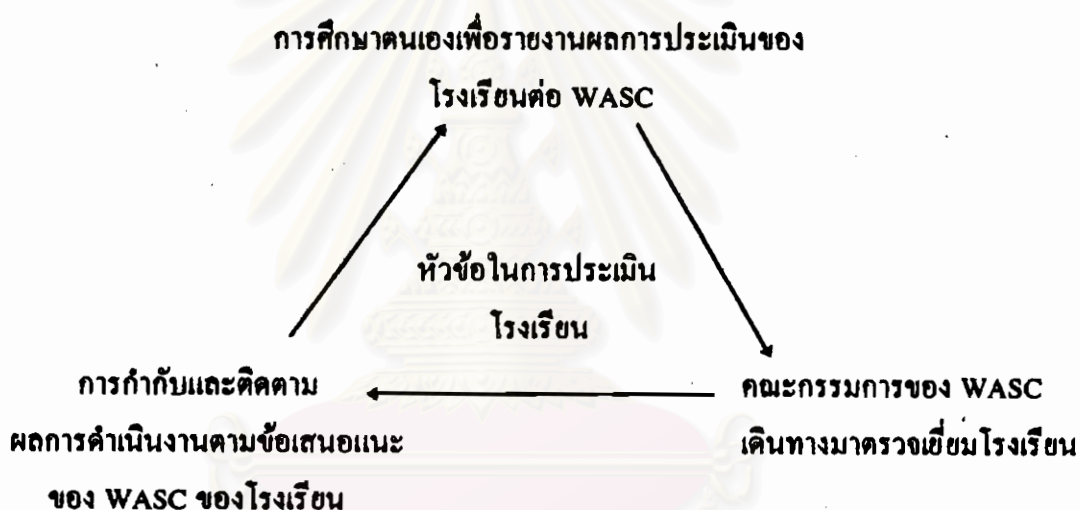 การศึกษาตนเองเพื่อรายงานผลการประเมินของ
โรงเรียนต่อ WASC
หัวข้อในการประเมิน
โรงเรียน
การกำกับและติดตาม
ผลการดำเนินงานตามข้อเสนอแนะ
ของ WASC ของโรงเรียน
คณะกรรมการของ WASC
เดินทางมาตรวจเยี่ยมโรงเรียน